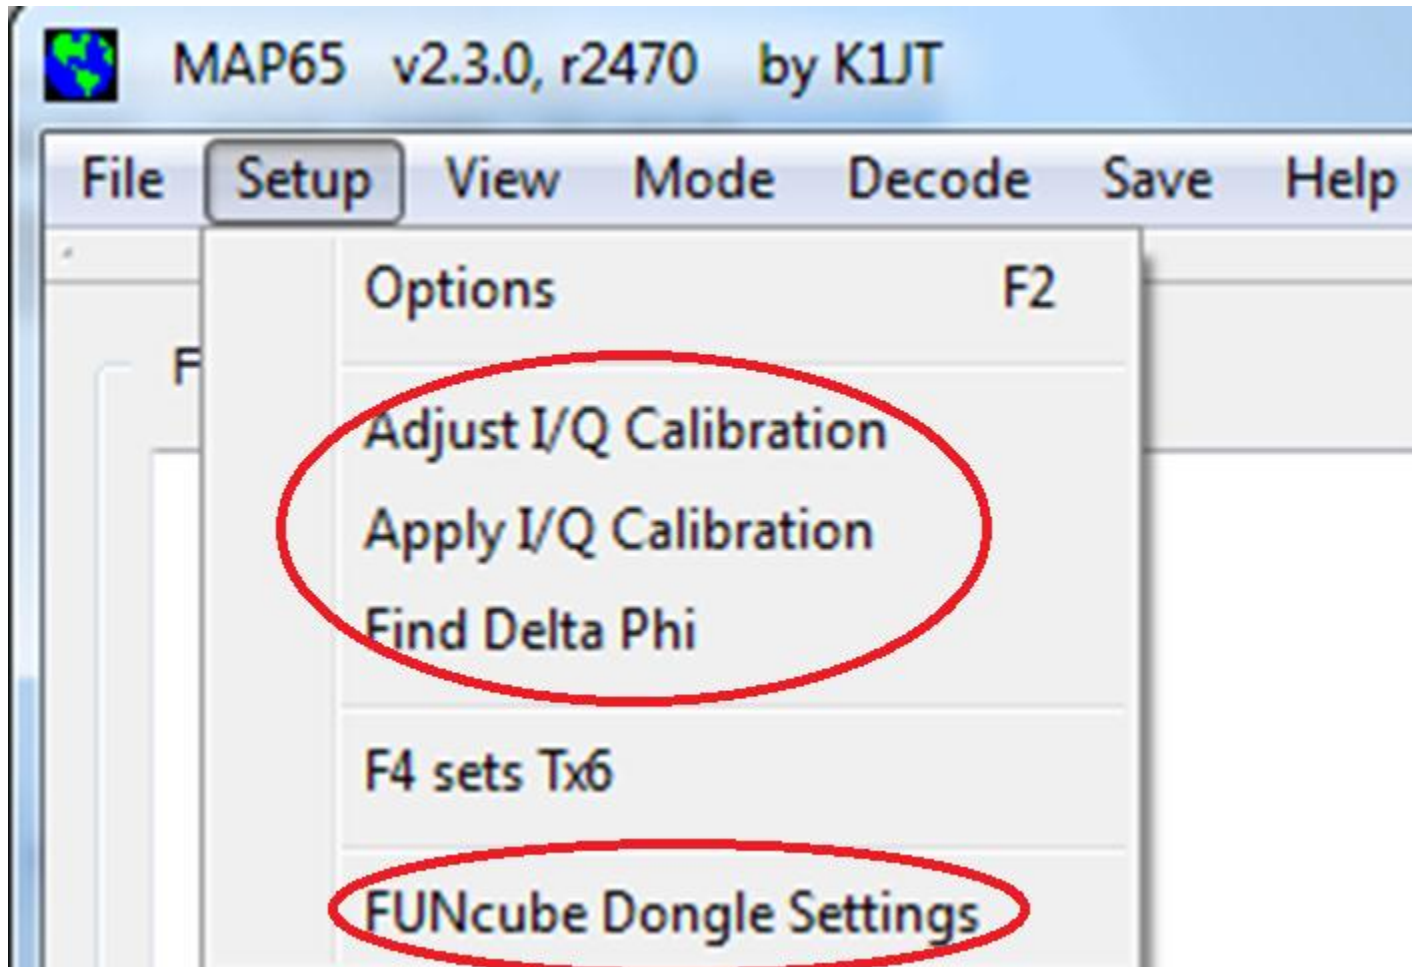 MAP65 v2.3.0, r2470 by K1JT
File Setup View Mode Decode Save Help
Options F2
F
Adjust I/Q Calibration
Apply I/Q Calibration
Find Delta Phi
F4 sets Tx6
FUNcube Dongle Settings